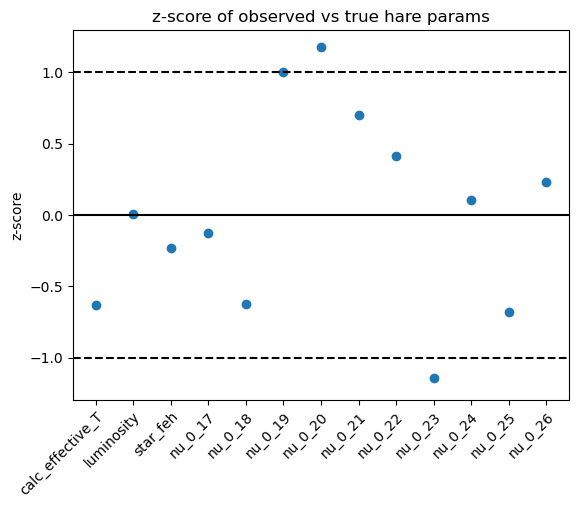 z-score of observed vs true hare params
z-score
1.0
0.5
0.0
−0.5
−1.0
calc_effective_T
luminosity
star_feh
nu_0_17
nu_0_18
nu_0_19
nu_0_20
nu_0_21
nu_0_22
nu_0_23
nu_0_24
nu_0_25
nu_0_26